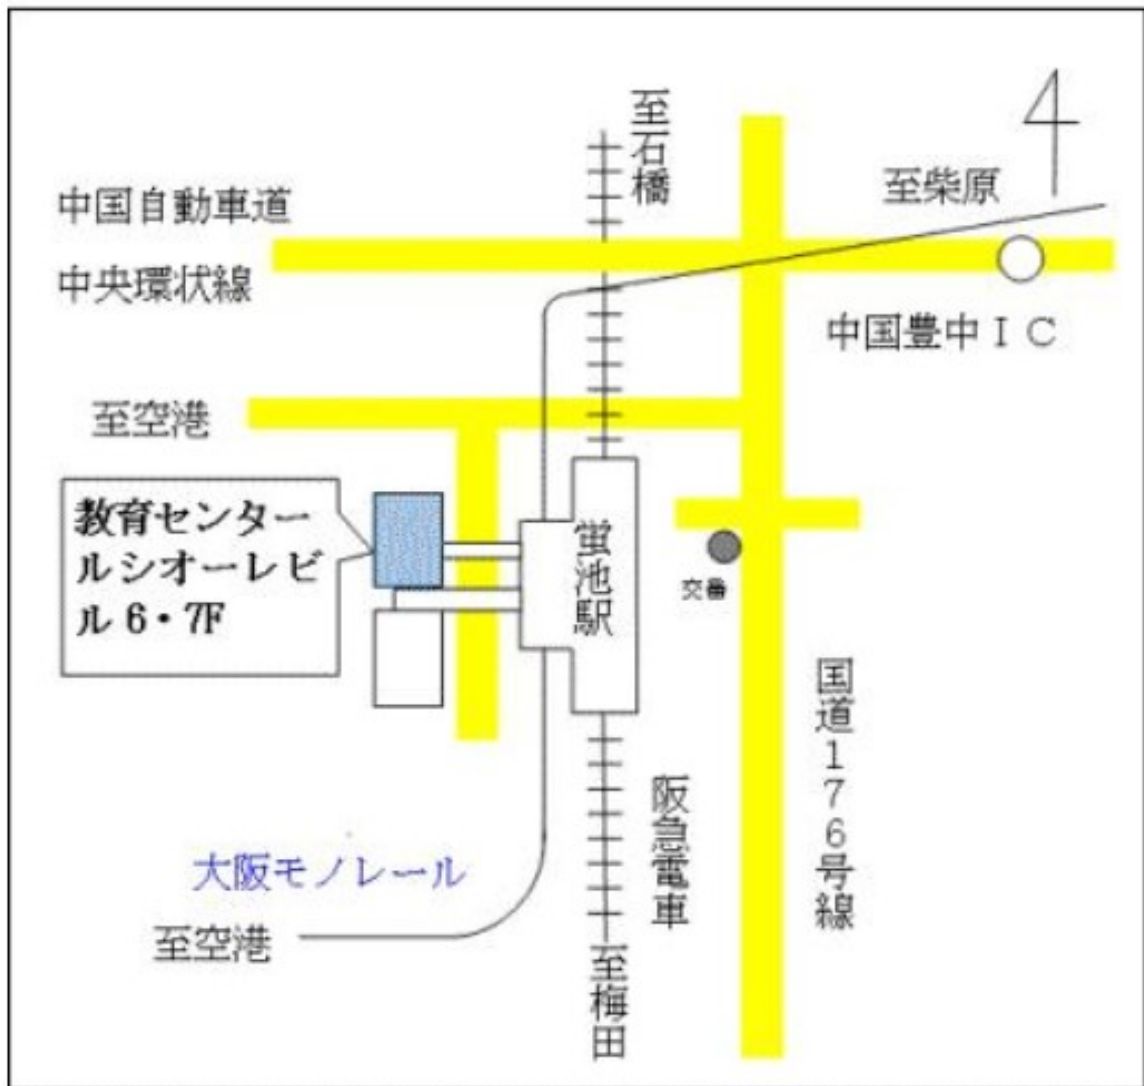 至石橋
至柴原
中国自動車道
中央環状線
中国豊中ＩＣ
至空港
教育センター
ルシオーレビ
ル 6・7F
蛍池駅
交番
国道１７６号線
阪急電車
大阪モノレール
至空港
至梅田